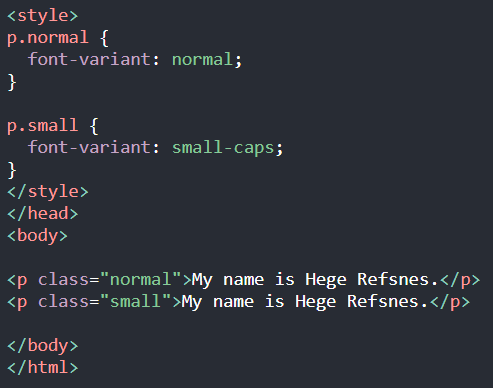 <style>
p.normal {
  font-variant: normal;
}

p.small {
  font-variant: small-caps;
}
</style>
</head>
<body>

<p class="normal">My name is Hege Refsnes.</p>
<p class="small">My name is Hege Refsnes.</p>

</body>
</html>